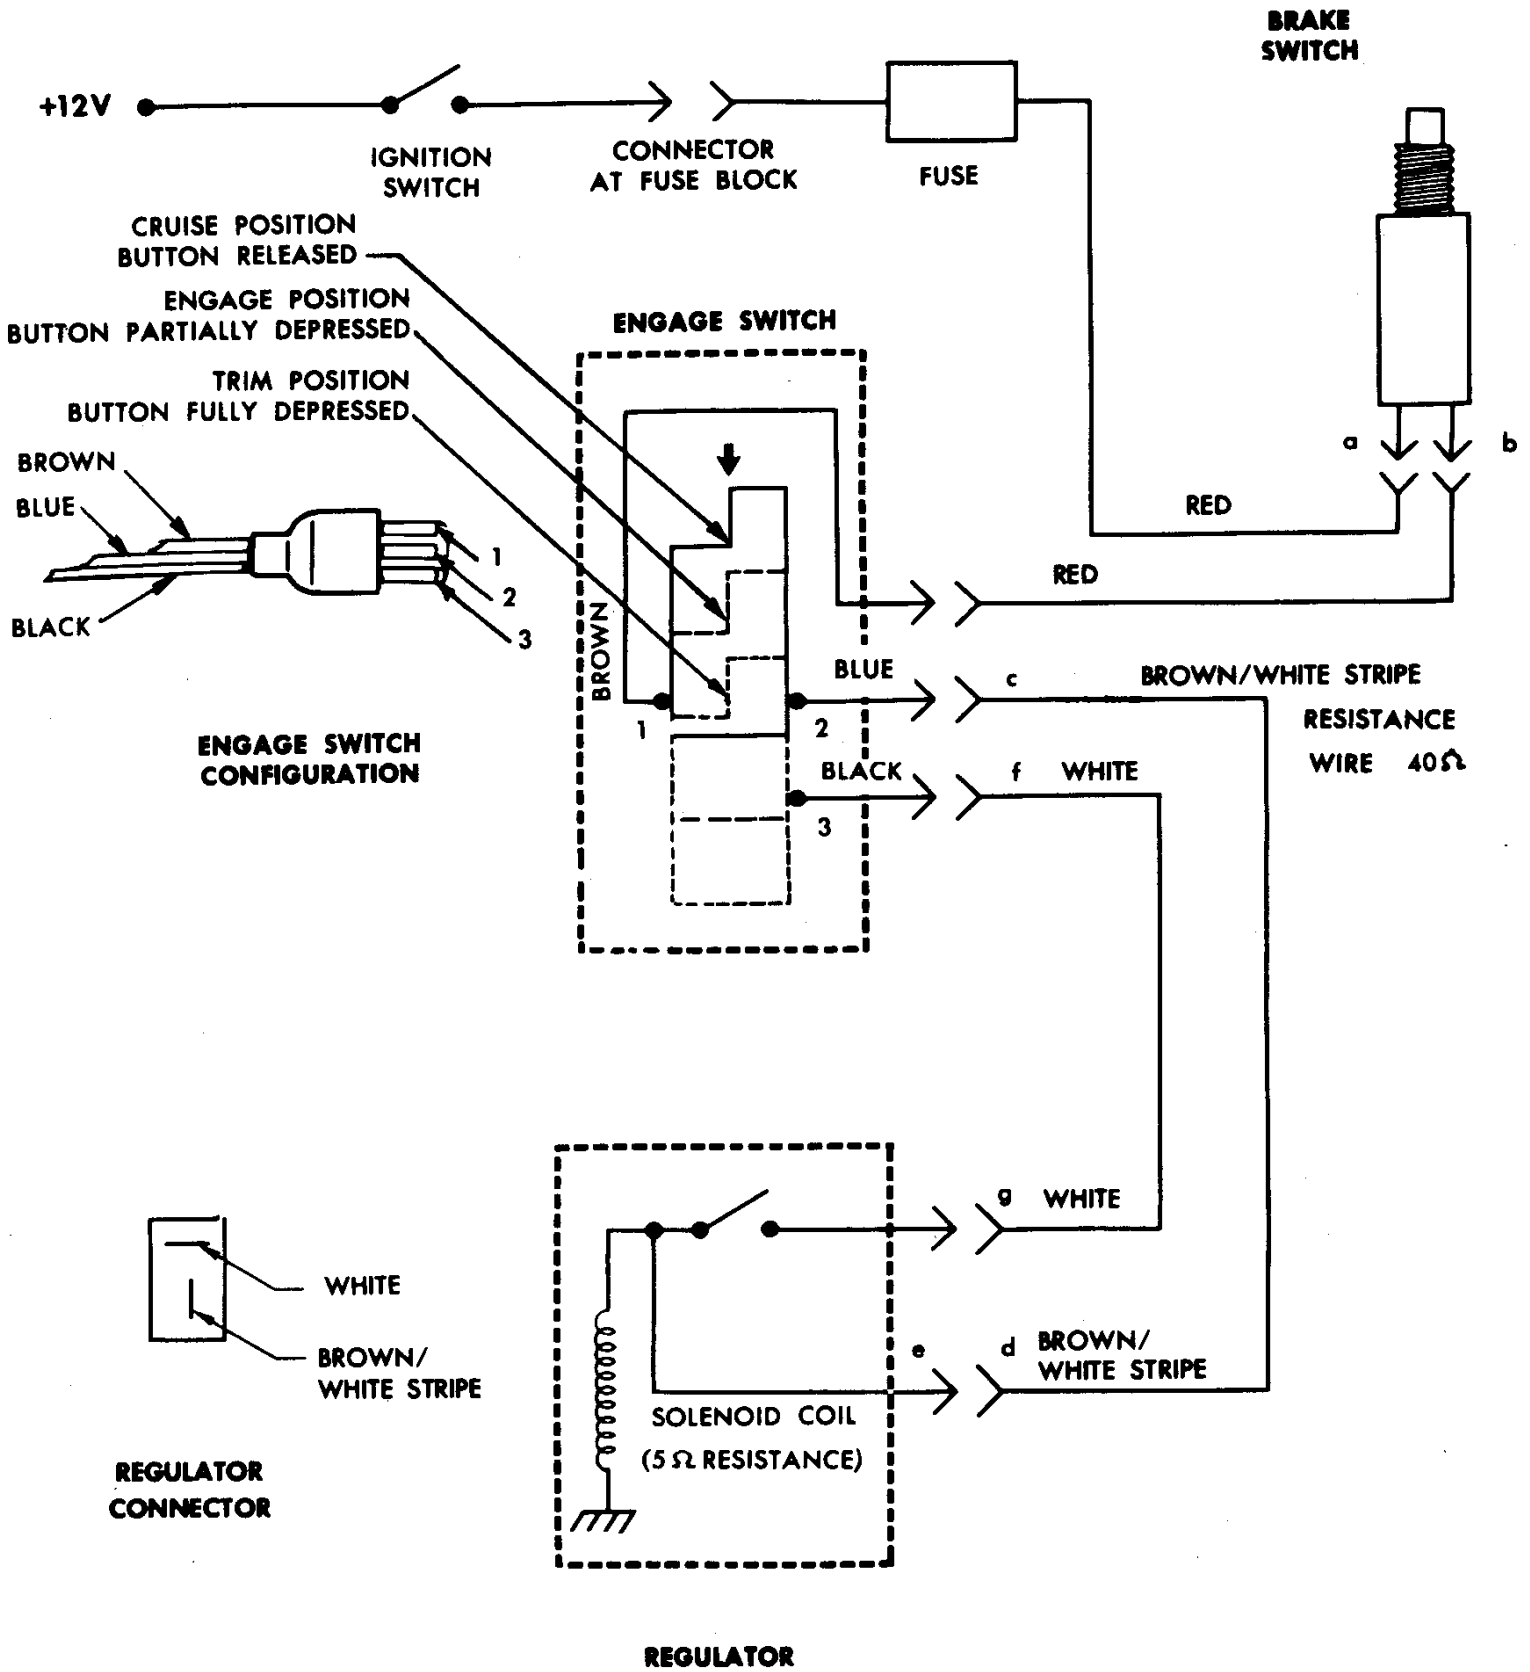 BRAKE
SWITCH
+12V
IGNITION
SWITCH
CONNECTOR
AT FUSE BLOCK
FUSE
CRUISE POSITION
BUTTON RELEASED
ENGAGE POSITION
BUTTON PARTIALLY DEPRESSED
TRIM POSITION
BUTTON FULLY DEPRESSED
ENGAGE SWITCH
a
b
BROWN
BLUE
BLACK
1
2
3
ENGAGE SWITCH
CONFIGURATION
RED
RED
BROWN
1
BLUE
2
BLACK
3
c
BROWN/WHITE STRIPE
RESISTANCE
WIRE 40Ω
f
WHITE
g
WHITE
e
d
BROWN/
WHITE STRIPE
SOLENOID COIL
(5 Ω RESISTANCE)
WHITE
BROWN/
WHITE STRIPE
REGULATOR
CONNECTOR
REGULATOR